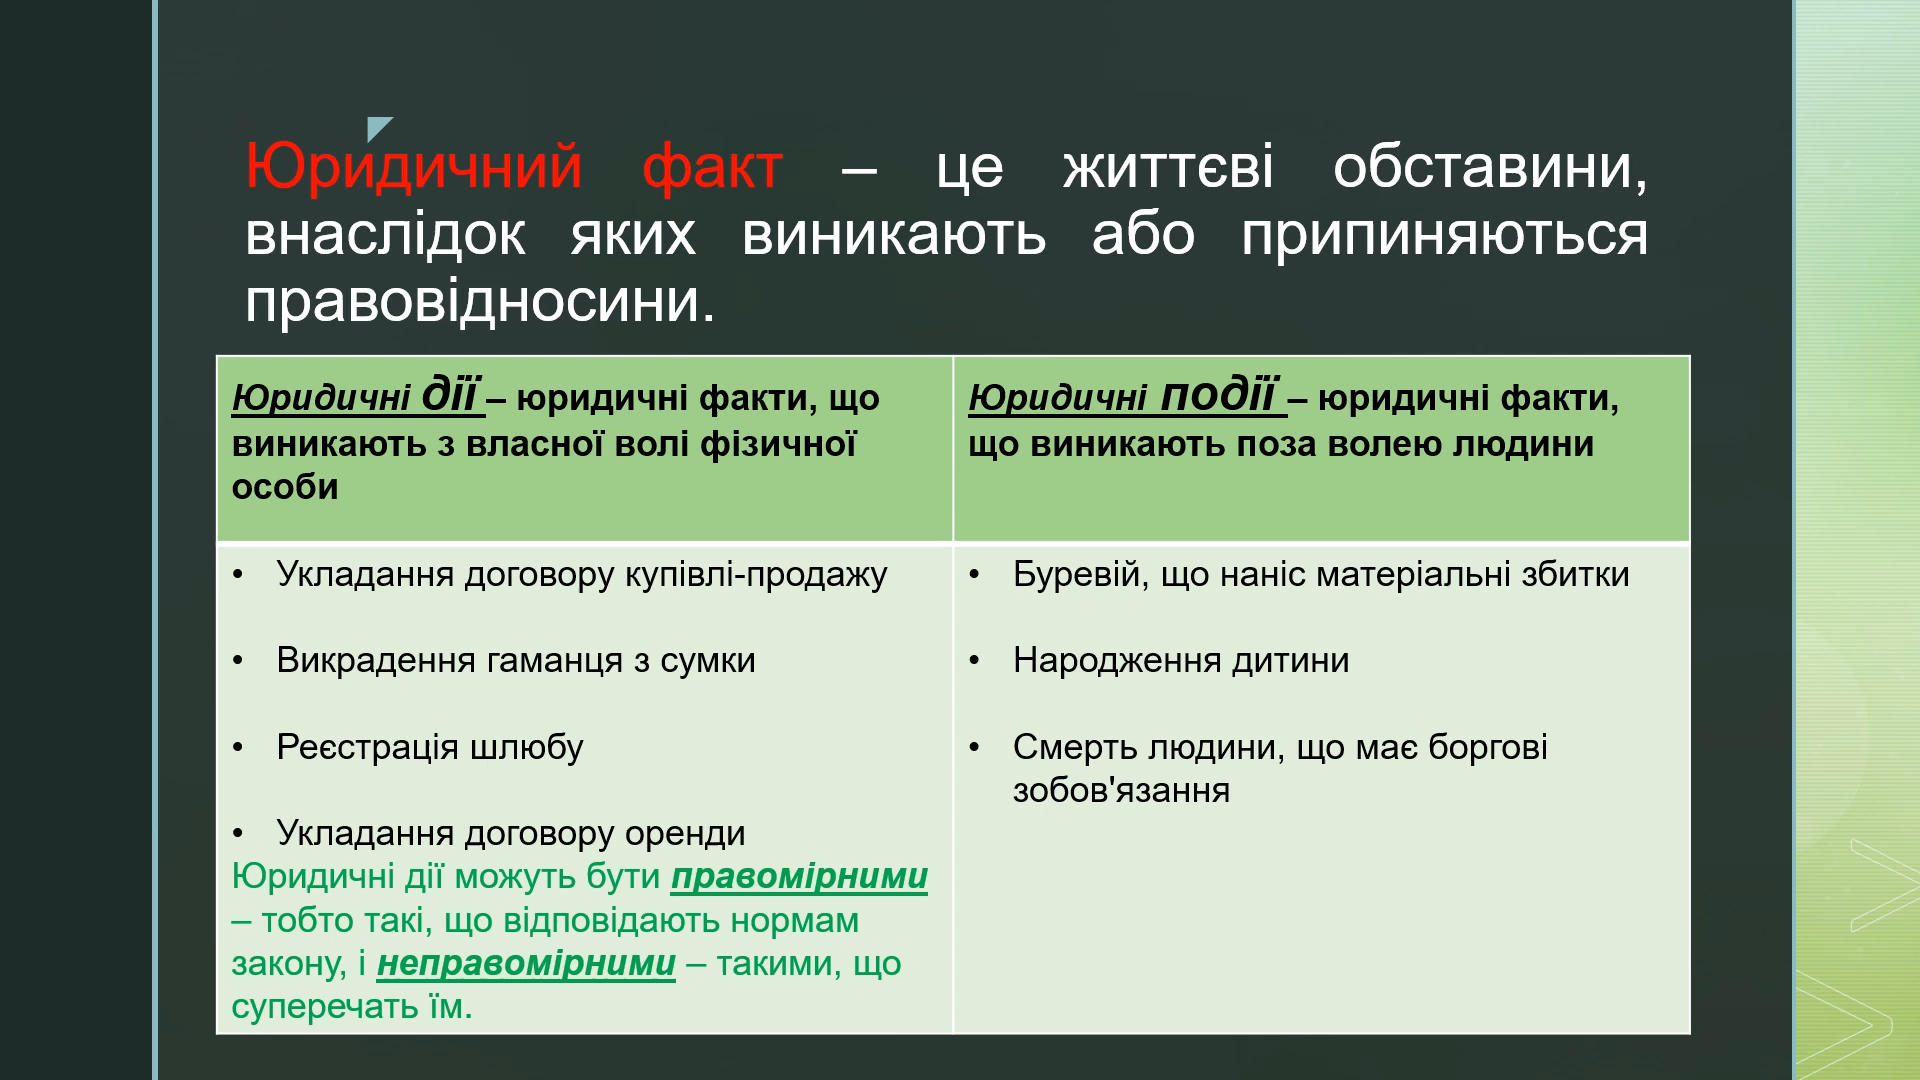 Юридичний факт – це життєві обставини,
внаслідок яких виникають або припиняються
правовідносини.
Юридичні дії – юридичні факти, що
виникають з власної волі фізичної
особи
Юридичні події – юридичні факти,
що виникають поза волею людини
• Укладання договору купівлі-продажу
• Викрадення гаманця з сумки
• Реєстрація шлюбу
• Укладання договору оренди
Юридичні дії можуть бути правомірними
– тобто такі, що відповідають нормам
закону, і неправомірними – такими, що
суперечать їм.
• Буревій, що наніс матеріальні збитки
• Народження дитини
• Смерть людини, що має боргові
зобов'язання